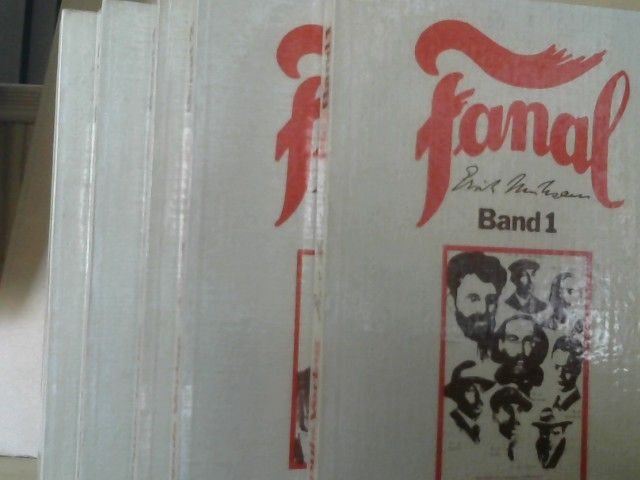 Fanal
Erich Mühsam
Band 1